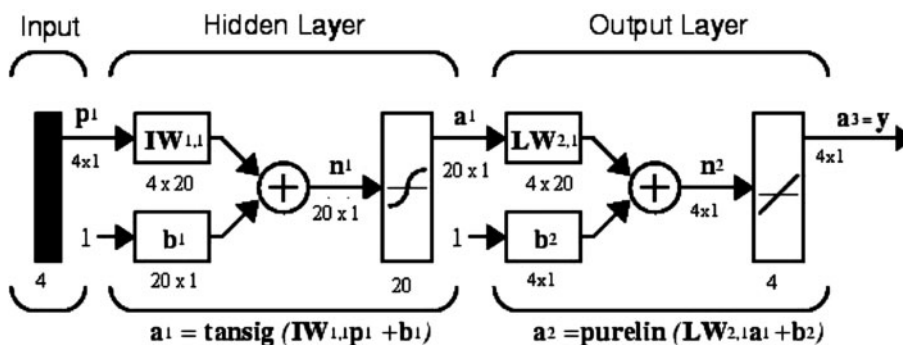 Input Hidden Layer Output Layer
p1 a1 a3 = y
IW1,1 LW2,1
4x1 n1 20 x 1 n2 4x1
4 x 20 4 x 20
20 x 1 4x1
1 b1 1 b2
4 20 x 1 20 4x1 4
a1 = tansig (IW1,1p1 +b1) a2 =purelin (LW2,1a1 +b2)